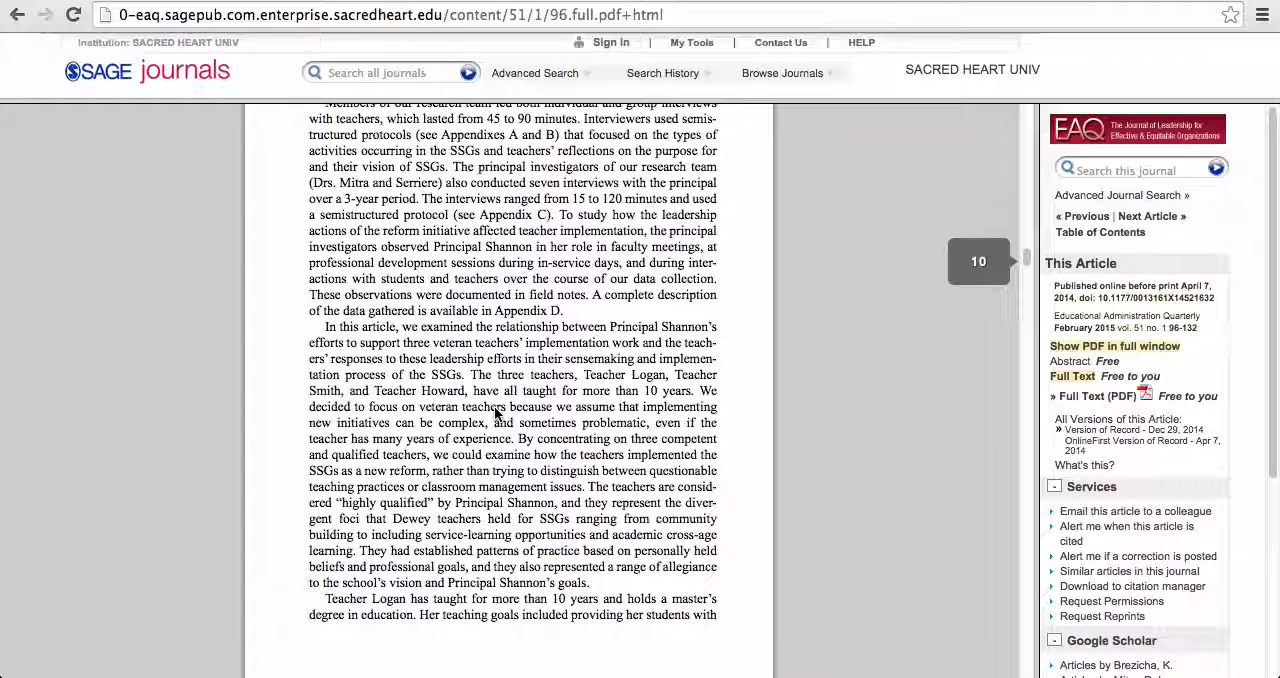 0-eaq.sagepub.com.enterprise.sacredheart.edu/content/51/1/96.full.pdf+html
Institution: SACRED HEART UNIV
Sign In | My Tools | Contact Us | HELP
SAGE journals
Search all journals
Advanced Search
Search History
Browse Journals
SACRED HEART UNIV
Members of our research team led both individual and group interviews
with teachers, which lasted from 45 to 90 minutes. Interviewers used semis-
tructured protocols (see Appendixes A and B) that focused on the types of
activities occurring in the SSGs and teachers' reflections on the purpose for
and their vision of SSGs. The principal investigators of our research team
(Drs. Mitra and Serriere) also conducted seven interviews with the principal
over a 3-year period. The interviews ranged from 15 to 120 minutes and used
a semistructured protocol (see Appendix C). To study how the leadership
actions of the reform initiative affected teacher implementation, the principal
investigators observed Principal Shannon in her role in faculty meetings, at
professional development sessions during in-service days, and during inter-
actions with students and teachers over the course of our data collection.
These observations were documented in field notes. A complete description
of the data gathered is available in Appendix D.
In this article, we examined the relationship between Principal Shannon's
efforts to support three veteran teachers' implementation work and the teach-
ers' responses to these leadership efforts in their sensemaking and implemen-
tation process of the SSGs. The three teachers, Teacher Logan, Teacher
Smith, and Teacher Howard, have all taught for more than 10 years. We
decided to focus on veteran teachers because we assume that implementing
new initiatives can be complex, and sometimes problematic, even if the
teacher has many years of experience. By concentrating on three competent
and qualified teachers, we could examine how the teachers implemented the
SSGs as a new reform, rather than trying to distinguish between questionable
teaching practices or classroom management issues. The teachers are consid-
ered “highly qualified” by Principal Shannon, and they represent the diver-
gent foci that Dewey teachers held for SSGs ranging from community
building to including service-learning opportunities and academic cross-age
learning. They had established patterns of practice based on personally held
beliefs and professional goals, and they also represented a range of allegiance
to the school's vision and Principal Shannon's goals.
Teacher Logan has taught for more than 10 years and holds a master's
degree in education. Her teaching goals included providing her students with
10
EAQ The Journal of Leadership for
Effective & Equitable Organizations
Search this journal
Advanced Journal Search »
« Previous | Next Article »
Table of Contents
This Article
Published online before print April 7,
2014, doi: 10.1177/0013161X14521632
Educational Administration Quarterly
February 2015 vol. 51 no. 1 96-132
Show PDF in full window
Abstract Free
Full Text Free to you
» Full Text (PDF) Free to you
All Versions of this Article:
» Version of Record - Dec 29, 2014
OnlineFirst Version of Record - Apr 7,
2014
What's this?
- Services
Email this article to a colleague
Alert me when this article is
cited
Alert me if a correction is posted
Similar articles in this journal
Download to citation manager
Request Permissions
Request Reprints
- Google Scholar
Articles by Brezicha, K.